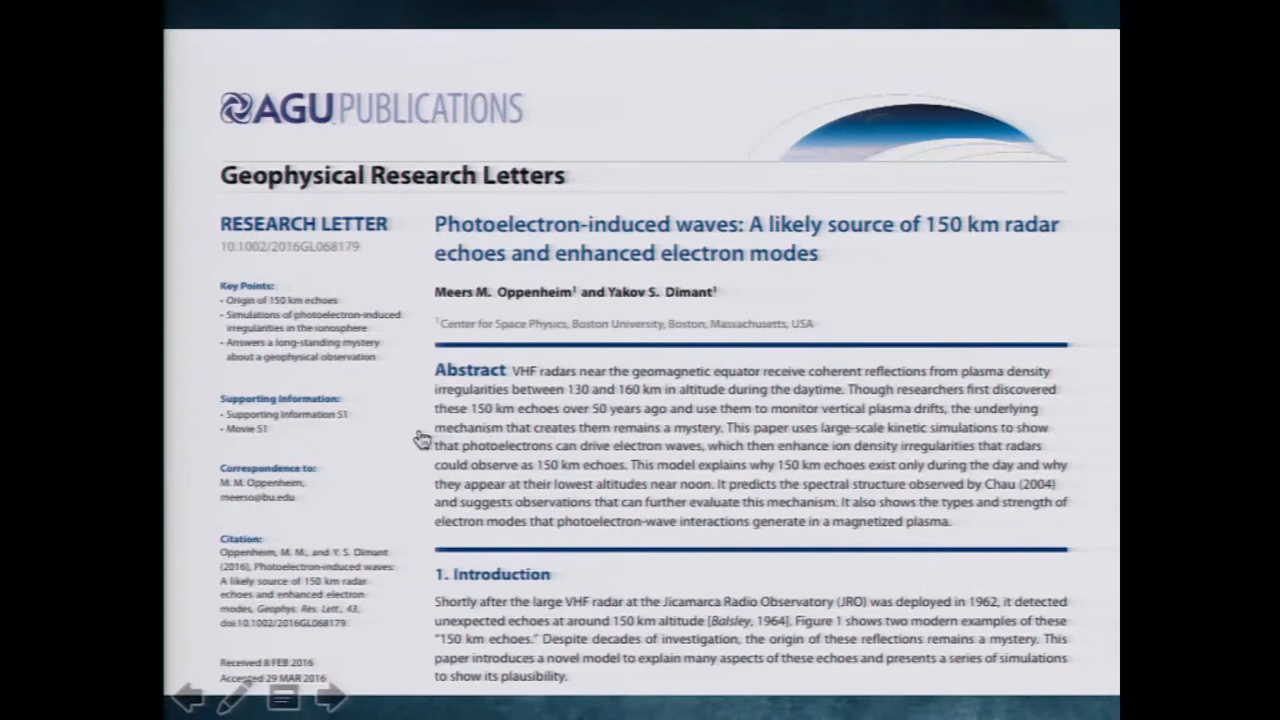 AGU PUBLICATIONS
Geophysical Research Letters
RESEARCH LETTER
10.1002/2016GL068179
Key Points:
• Origin of 150 km echoes
• Simulations of photoelectron-induced
irregularities in the ionosphere
• Answers a long-standing mystery
about a geophysical observation
Supporting Information:
• Supporting Information S1
• Movie S1
Correspondence to:
M. M. Oppenheim,
meerso@bu.edu
Citation:
Oppenheim, M. M., and Y. S. Dimant
(2016), Photoelectron-induced waves:
A likely source of 150 km radar
echoes and enhanced electron
modes, Geophys. Res. Lett., 43,
doi:10.1002/2016GL068179.
Received 8 FEB 2016
Accepted 29 MAR 2016
Photoelectron-induced waves: A likely source of 150 km radar
echoes and enhanced electron modes
Meers M. Oppenheim1 and Yakov S. Dimant1
1Center for Space Physics, Boston University, Boston, Massachusetts, USA
Abstract VHF radars near the geomagnetic equator receive coherent reflections from plasma density
irregularities between 130 and 160 km in altitude during the daytime. Though researchers first discovered
these 150 km echoes over 50 years ago and use them to monitor vertical plasma drifts, the underlying
mechanism that creates them remains a mystery. This paper uses large-scale kinetic simulations to show
that photoelectrons can drive electron waves, which then enhance ion density irregularities that radars
could observe as 150 km echoes. This model explains why 150 km echoes exist only during the day and why
they appear at their lowest altitudes near noon. It predicts the spectral structure observed by Chau (2004)
and suggests observations that can further evaluate this mechanism. It also shows the types and strength of
electron modes that photoelectron-wave interactions generate in a magnetized plasma.
1. Introduction
Shortly after the large VHF radar at the Jicamarca Radio Observatory (JRO) was deployed in 1962, it detected
unexpected echoes at around 150 km altitude [Balsley, 1964]. Figure 1 shows two modern examples of these
"150 km echoes." Despite decades of investigation, the origin of these reflections remains a mystery. This
paper introduces a novel model to explain many aspects of these echoes and presents a series of simulations
to show its plausibility.